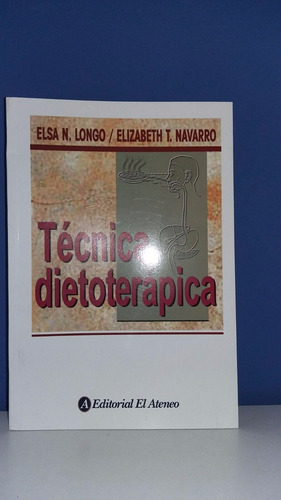 ELSA N. LONGO / ELIZABETH T. NAVARRO
Técnica
dietoterapica
A Editorial El Ateneo